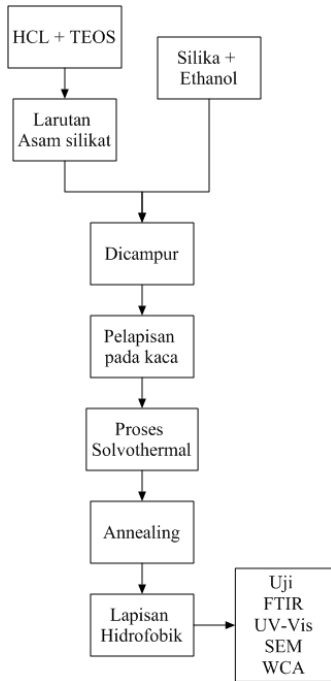 HCL + TEOS
Silika +
Ethanol
Larutan
Asam silikat
Dicampur
Pelapisan
pada kaca
Proses
Solvothermal
Annealing
Lapisan
Hidrofobik
Uji
FTIR
UV-Vis
SEM
WCA